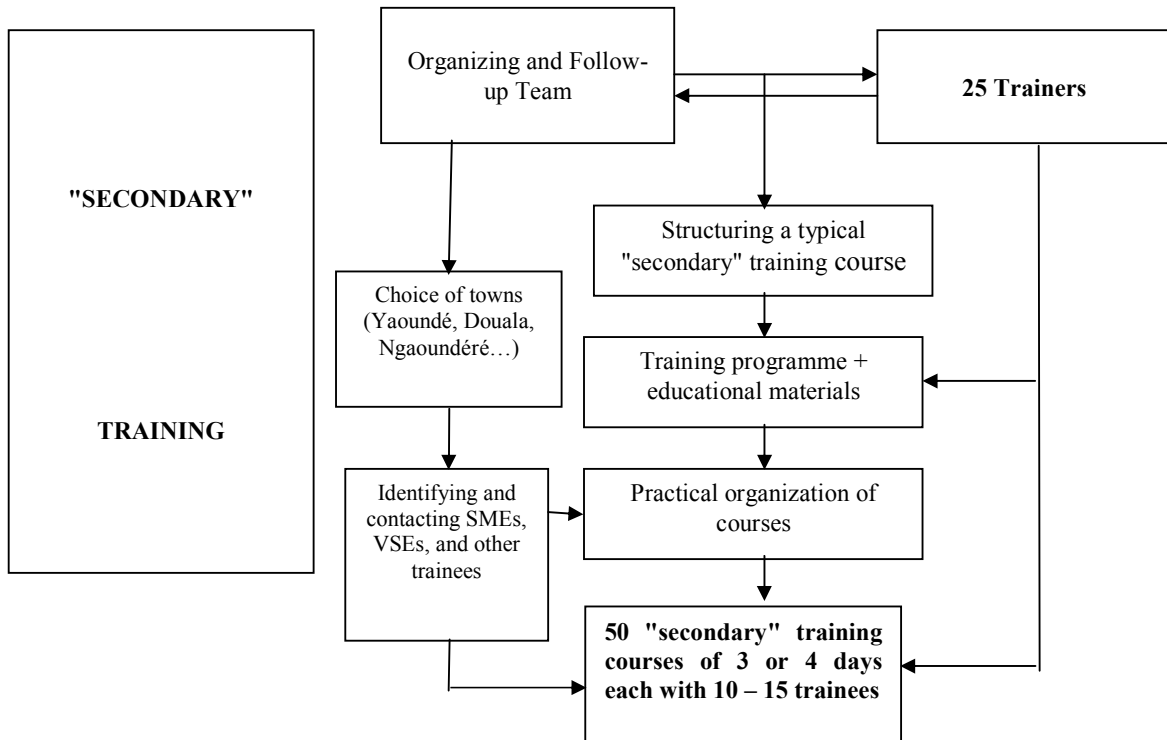 "SECONDARY"
TRAINING
Organizing and Follow-
up Team
25 Trainers
Structuring a typical
"secondary" training course
Choice of towns
(Yaoundé, Douala,
Ngaoundéré…)
Training programme +
educational materials
Identifying and
contacting SMEs,
VSEs, and other
trainees
Practical organization of
courses
50 "secondary" training
courses of 3 or 4 days
each with 10 – 15 trainees